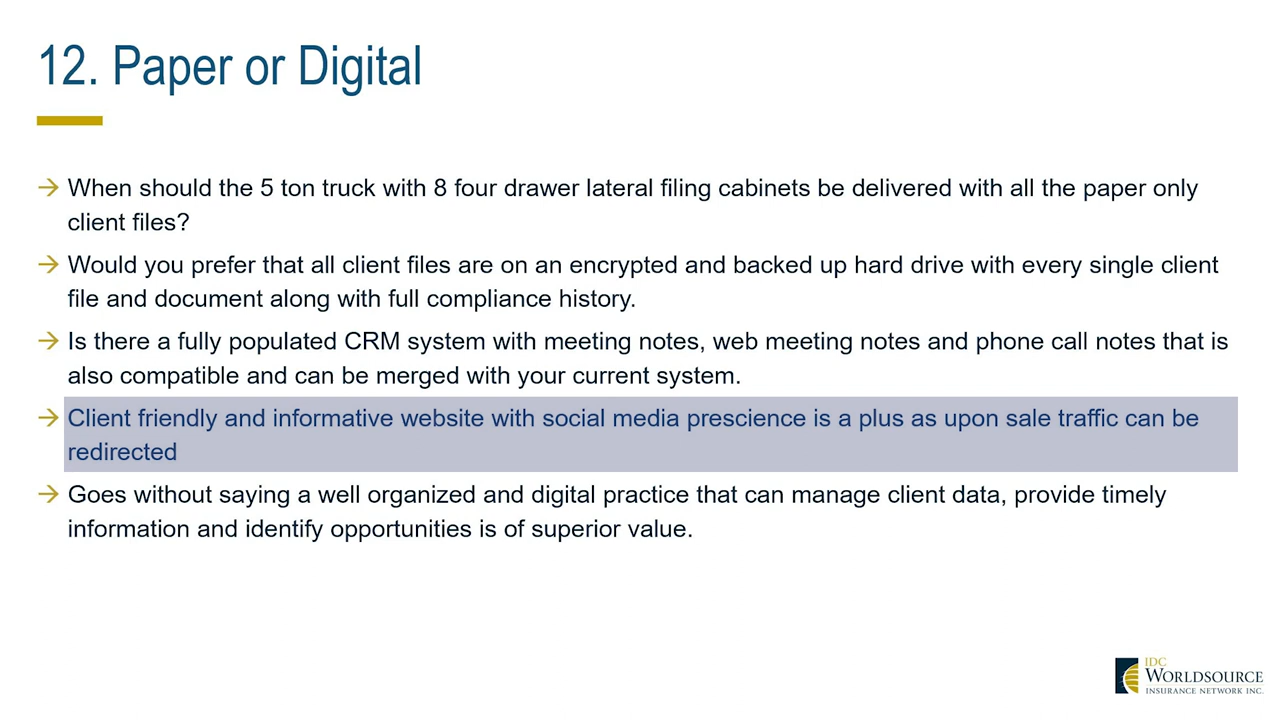 12. Paper or Digital
→ When should the 5 ton truck with 8 four drawer lateral filing cabinets be delivered with all the paper only
client files?
→ Would you prefer that all client files are on an encrypted and backed up hard drive with every single client
file and document along with full compliance history.
→ Is there a fully populated CRM system with meeting notes, web meeting notes and phone call notes that is
also compatible and can be merged with your current system.
→ Client friendly and informative website with social media prescience is a plus as upon sale traffic can be
redirected
→ Goes without saying a well organized and digital practice that can manage client data, provide timely
information and identify opportunities is of superior value.
IDC
WORLDSOURCE
INSURANCE NETWORK INC.